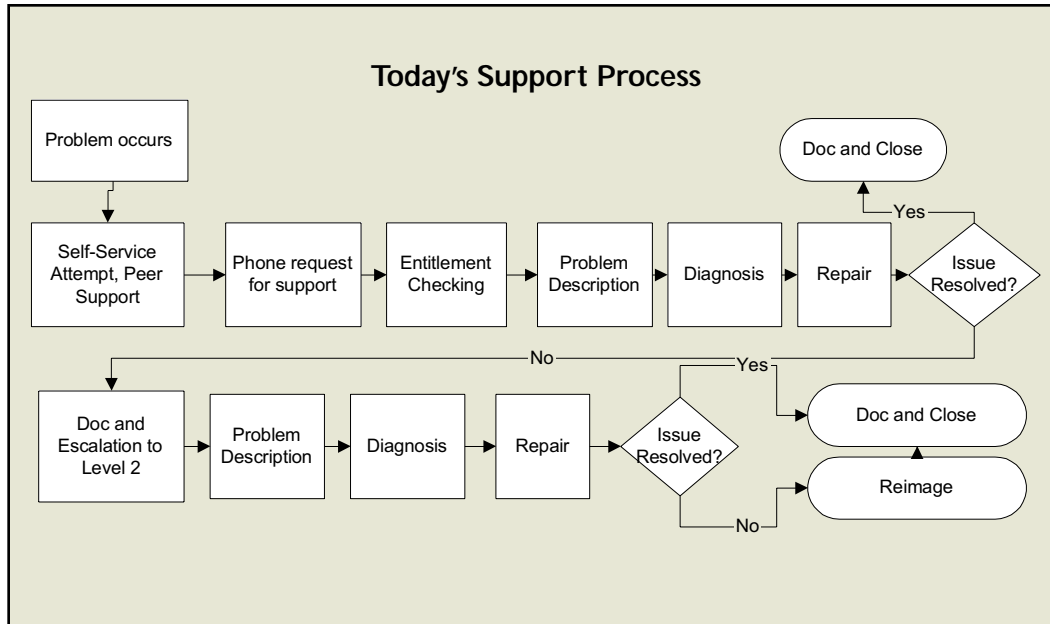 Today's Support Process
Problem occurs
Doc and Close
Yes
Self-Service
Attempt, Peer
Support
Phone request
for support
Entitlement
Checking
Problem
Description
Diagnosis
Repair
Issue
Resolved?
No
Yes
Doc and
Escalation to
Level 2
Problem
Description
Diagnosis
Repair
Issue
Resolved?
Doc and Close
Reimage
No